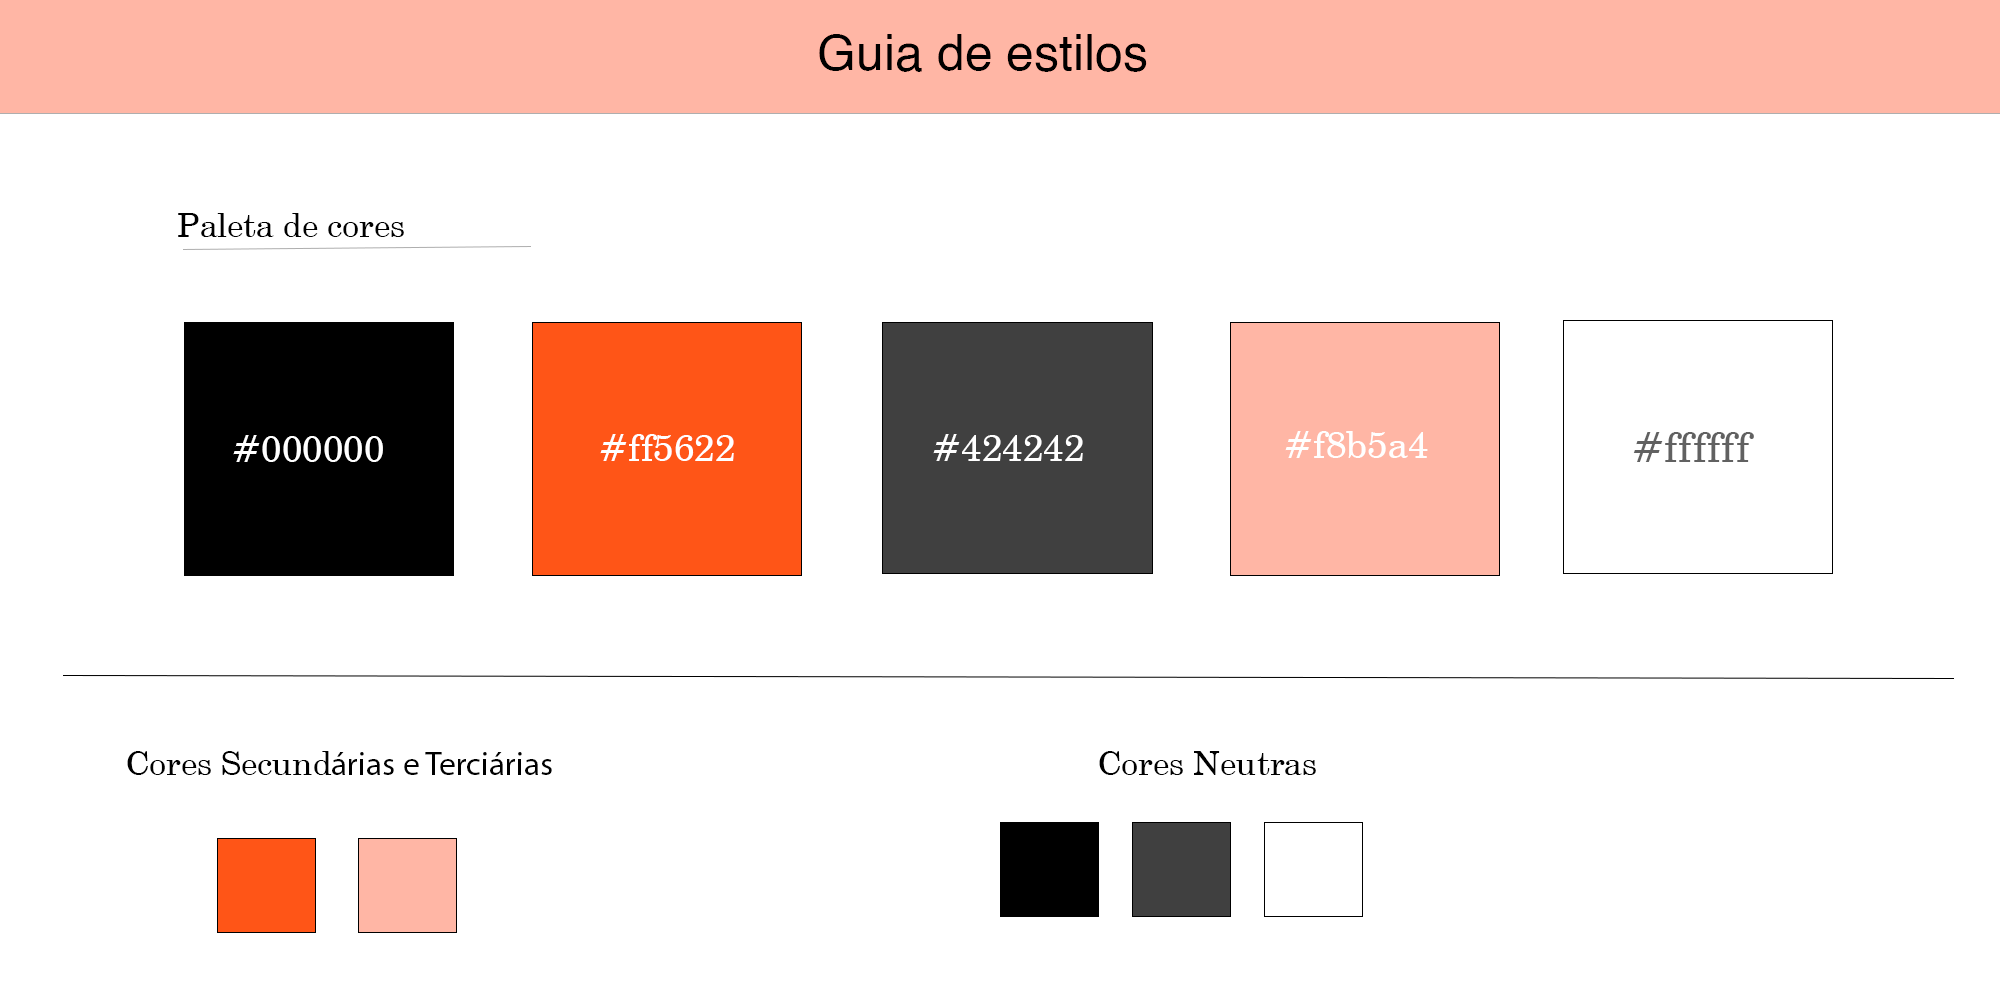 Guia de estilos
Paleta de cores
#000000
#ff5622
#424242
#f8b5a4
#ffffff
Cores Secundárias e Terciárias
Cores Neutras